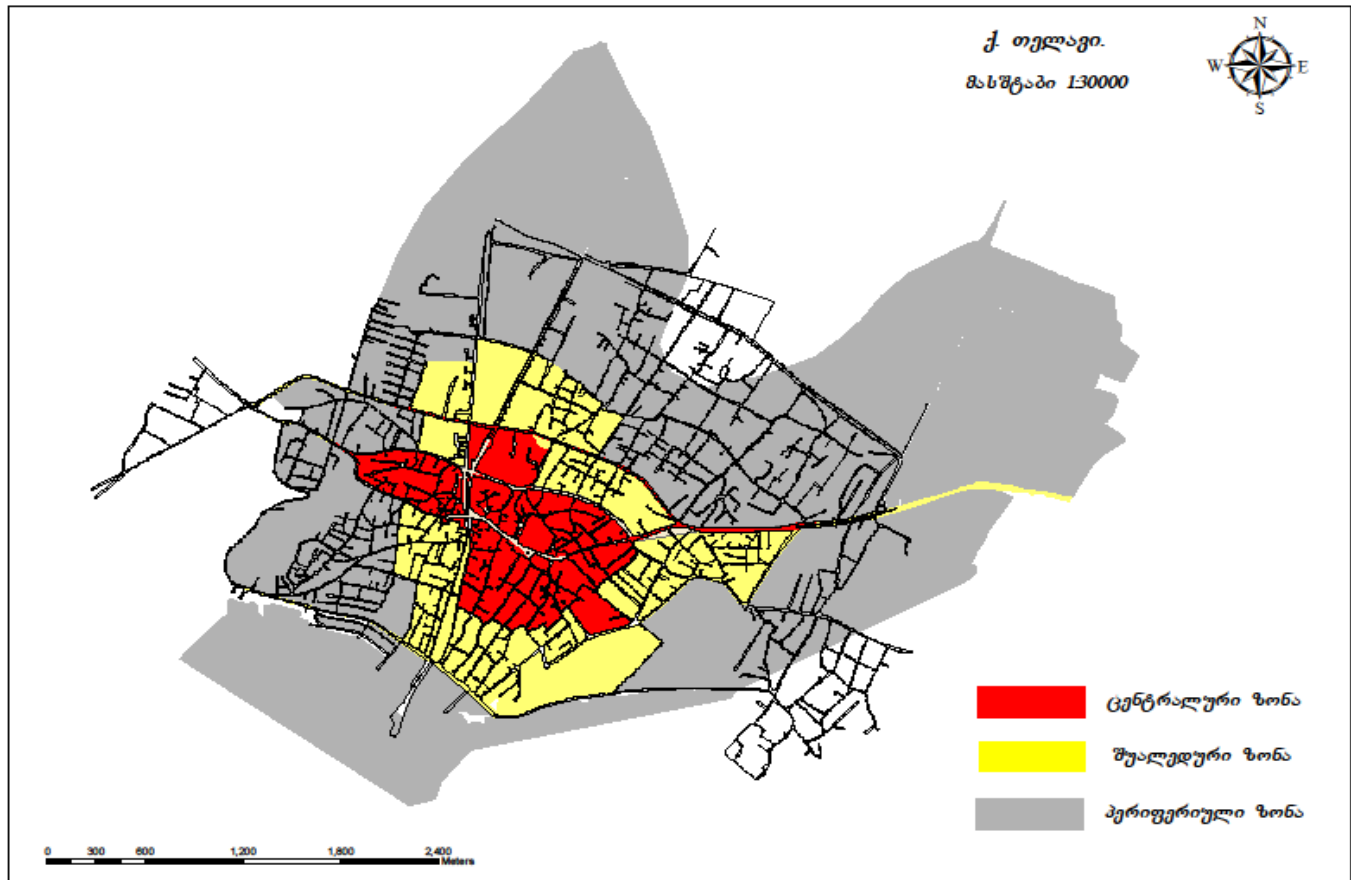 ქ. თელავი.
მასშტაბი 1:30000
N
W E
S
ცენტრალური ზონა
შუალედური ზონა
პერიფერიული ზონა
0 300 600 1,200 1,800 2,400
Meters